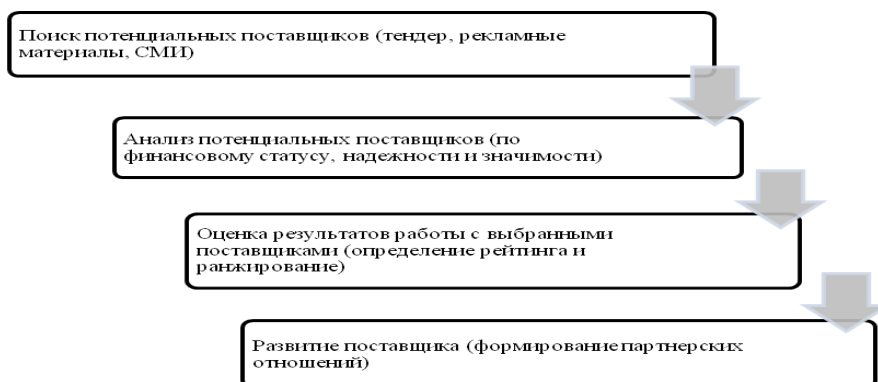 Поиск потенциальных поставщиков (тендер, рекламные
материалы, СМИ)
Анализ потенциальных поставщиков (по
финансовому статусу, надежности и значимости)
Оценка результатов работы с выбранными
поставщиками (определение рейтинга и
ранжирование)
Развитие поставщика (формирование партнерских
отношений)